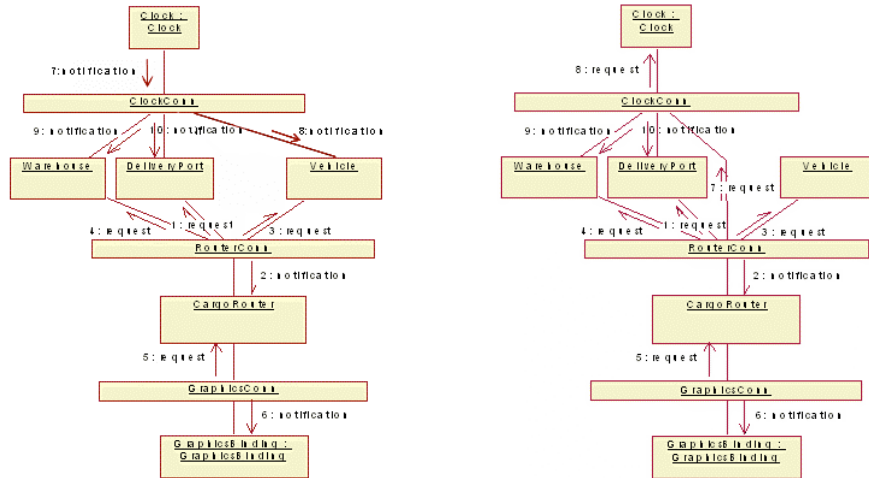 Clock :
Clock
7:notification
ClockConn
9:notification
10:notification
8:notification
Warehouse
DeliveryPort
Vehicle
4:request
1:request
3:request
RouterConn
2:notification
CargoRouter
5:request
GraphicsConn
6:notification
GraphicsBinding :
GraphicsBinding
Clock :
Clock
8:request
ClockConn
9:notification
10:notification
Warehouse
DeliveryPort
Vehicle
7:request
4:request
1:request
3:request
RouterConn
2:notification
CargoRouter
5:request
GraphicsConn
6:notification
GraphicsBinding :
GraphicsBinding